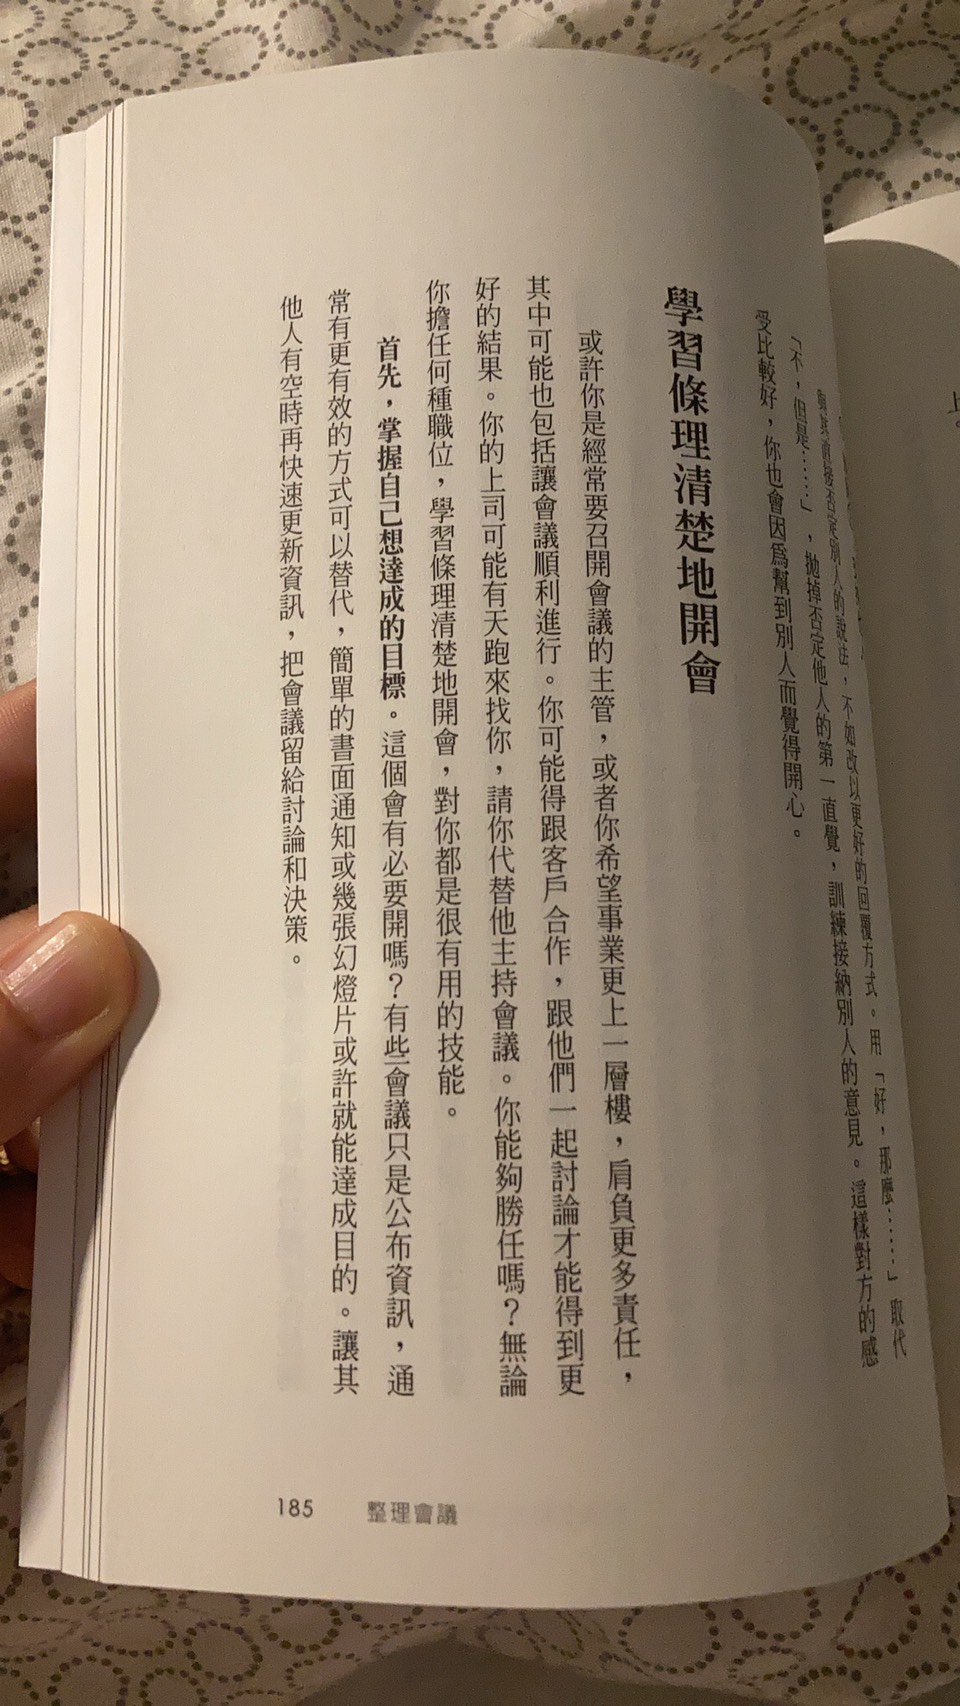 與其直接否定別人的說法，不如改以更好的回覆方式。用「好，那麼……」取代
「不，但是……」，拋掉否定他人的第一直覺，訓練接納別人的意見。這樣對方的感
受比較好，你也會因為幫到別人而覺得開心。
學習條理清楚地開會
或許你是經常要召開會議的主管，或者你希望事業更上一層樓，肩負更多責任，
其中可能也包括讓會議順利進行。你可能得跟客戶合作，跟他們一起討論才能得到更
好的結果。你的上司可能有天跑來找你，請你代替他主持會議。你能夠勝任嗎？無論
你擔任何種職位，學習條理清楚地開會，對你都是很有用的技能。
首先，掌握自己想達成的目標。這個會有必要開嗎？有些會議只是公布資訊，通
常有更有效的方式可以替代，簡單的書面通知或幾張幻燈片或許就能達成目的。讓其
他人有空時再快速更新資訊，把會議留給討論和決策。
185 整理會議